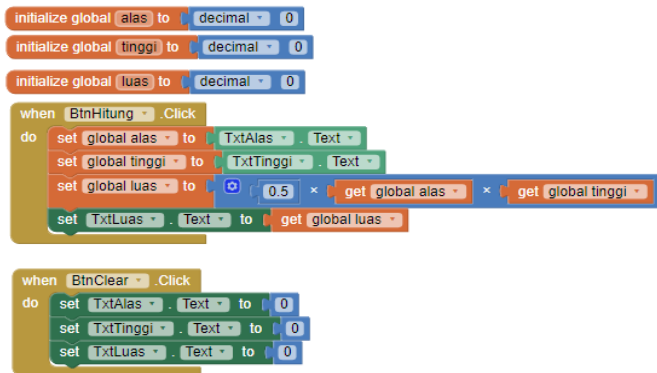 initialize global alas to decimal 0
initialize global tinggi to decimal 0
initialize global luas to decimal 0
when BtnHitung .Click
do set global alas to TxtAlas . Text
set global tinggi to TxtTinggi . Text
set global luas to 0.5 × get global alas × get global tinggi
set TxtLuas . Text to get global luas
when BtnClear .Click
do set TxtAlas . Text to 0
set TxtTinggi . Text to 0
set TxtLuas . Text to 0